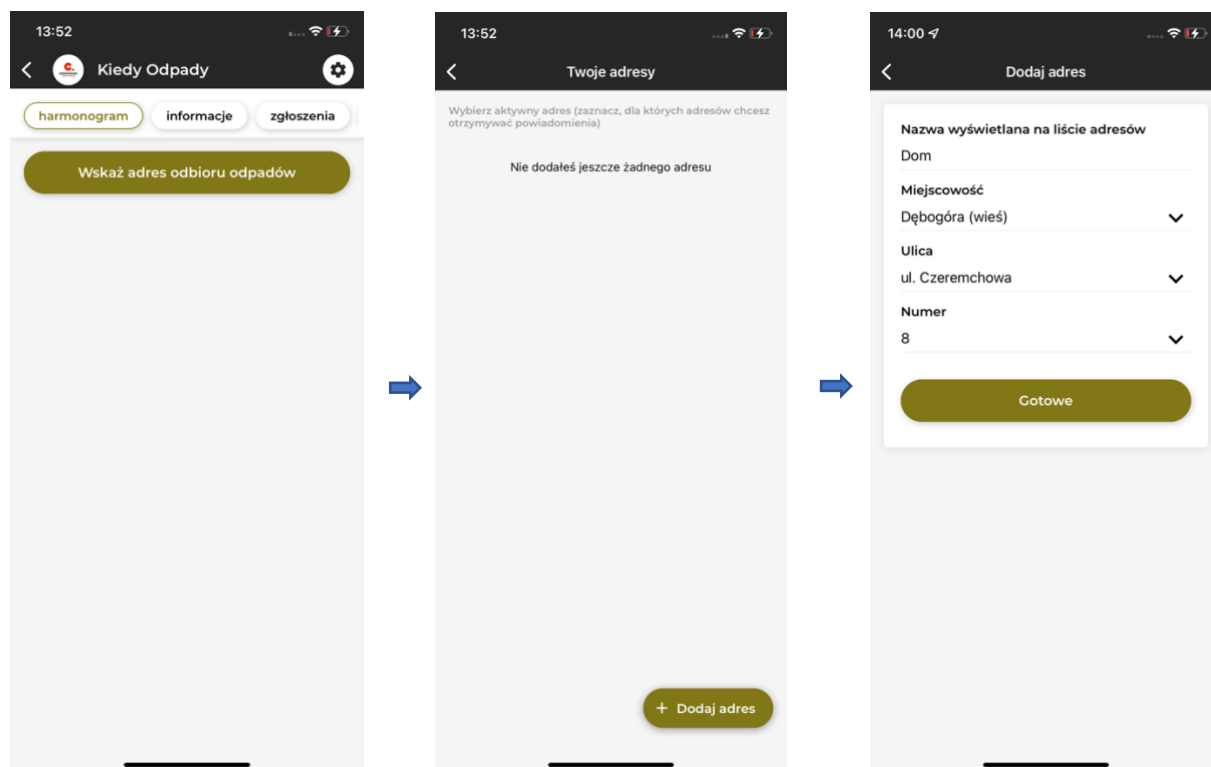 13:52
Kiedy Odpady
harmonogram informacje zgłoszenia
Wskaż adres odbioru odpadów
13:52
Twoje adresy
Wybierz aktywny adres (zaznacz, dla których adresów chcesz
otrzymywać powiadomienia)
Nie dodałeś jeszcze żadnego adresu
+ Dodaj adres
14:00
Dodaj adres
Nazwa wyświetlana na liście adresów
Dom
Miejscowość
Dębogóra (wieś)
Ulica
ul. Czeremchowa
Numer
8
Gotowe